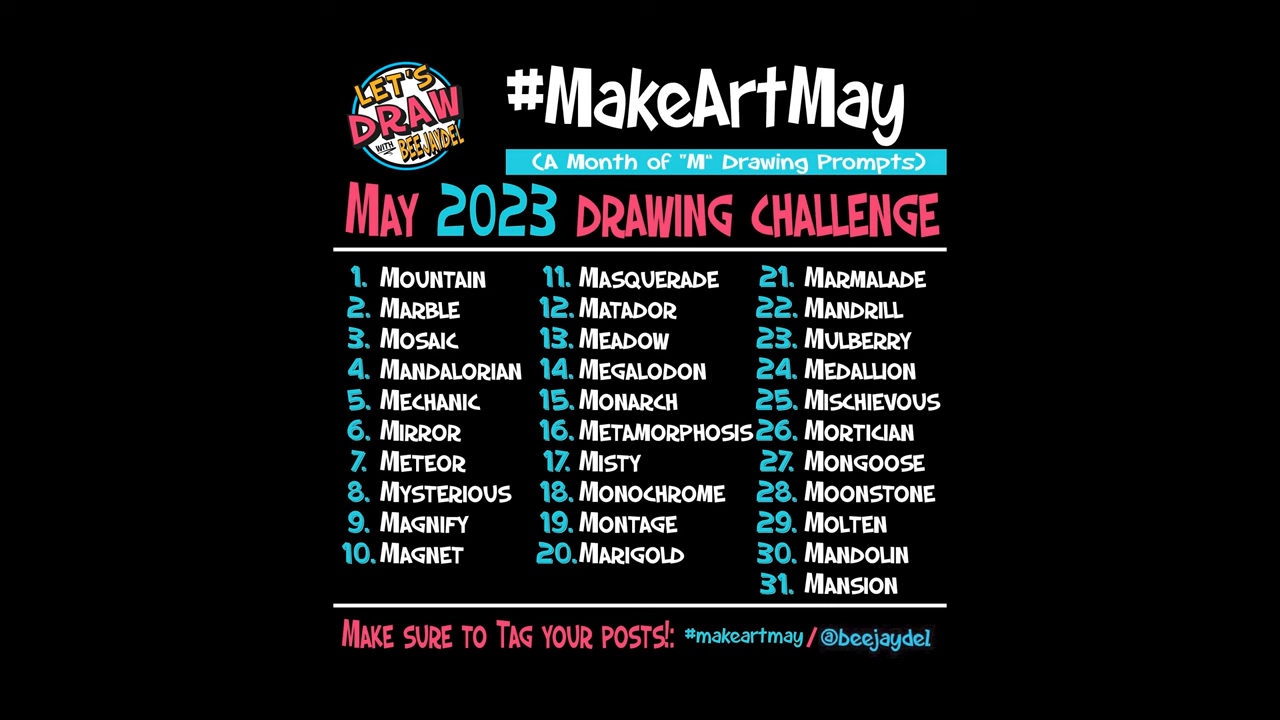 LET'S
DRAW
WITH
BEEJAYDEL
#MakeArtMay
(A Month of "M" Drawing Prompts)
MAY 2023 DRAWING CHALLENGE
1. MOUNTAIN
2. MARBLE
3. MOSAIC
4. MANDALORIAN
5. MECHANIC
6. MIRROR
7. METEOR
8. MYSTERIOUS
9. MAGNIFY
10. MAGNET
11. MASQUERADE
12. MATADOR
13. MEADOW
14. MEGALODON
15. MONARCH
16. METAMORPHOSIS
17. MISTY
18. MONOCHROME
19. MONTAGE
20. MARIGOLD
21. MARMALADE
22. MANDRILL
23. MULBERRY
24. MEDALLION
25. MISCHIEVOUS
26. MORTICIAN
27. MONGOOSE
28. MOONSTONE
29. MOLTEN
30. MANDOLIN
31. MANSION
MAKE SURE TO TAG YOUR POSTS!: #makeartmay / @beejaydel